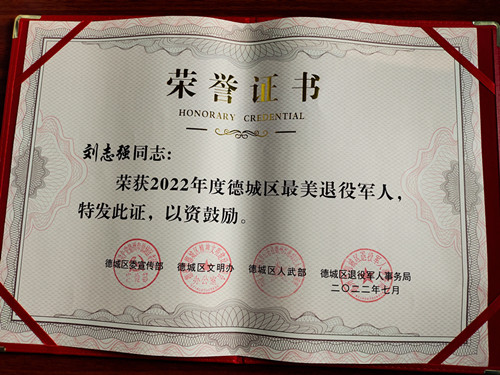 荣誉证书
HONORARY CREDENTIAL
刘志强同志：
荣获2022年度德城区最美退役军人，
特发此证，以资鼓励。
德城区委宣传部 德城区文明办 德城区人武部 德城区退役军人事务局
二〇二二年七月